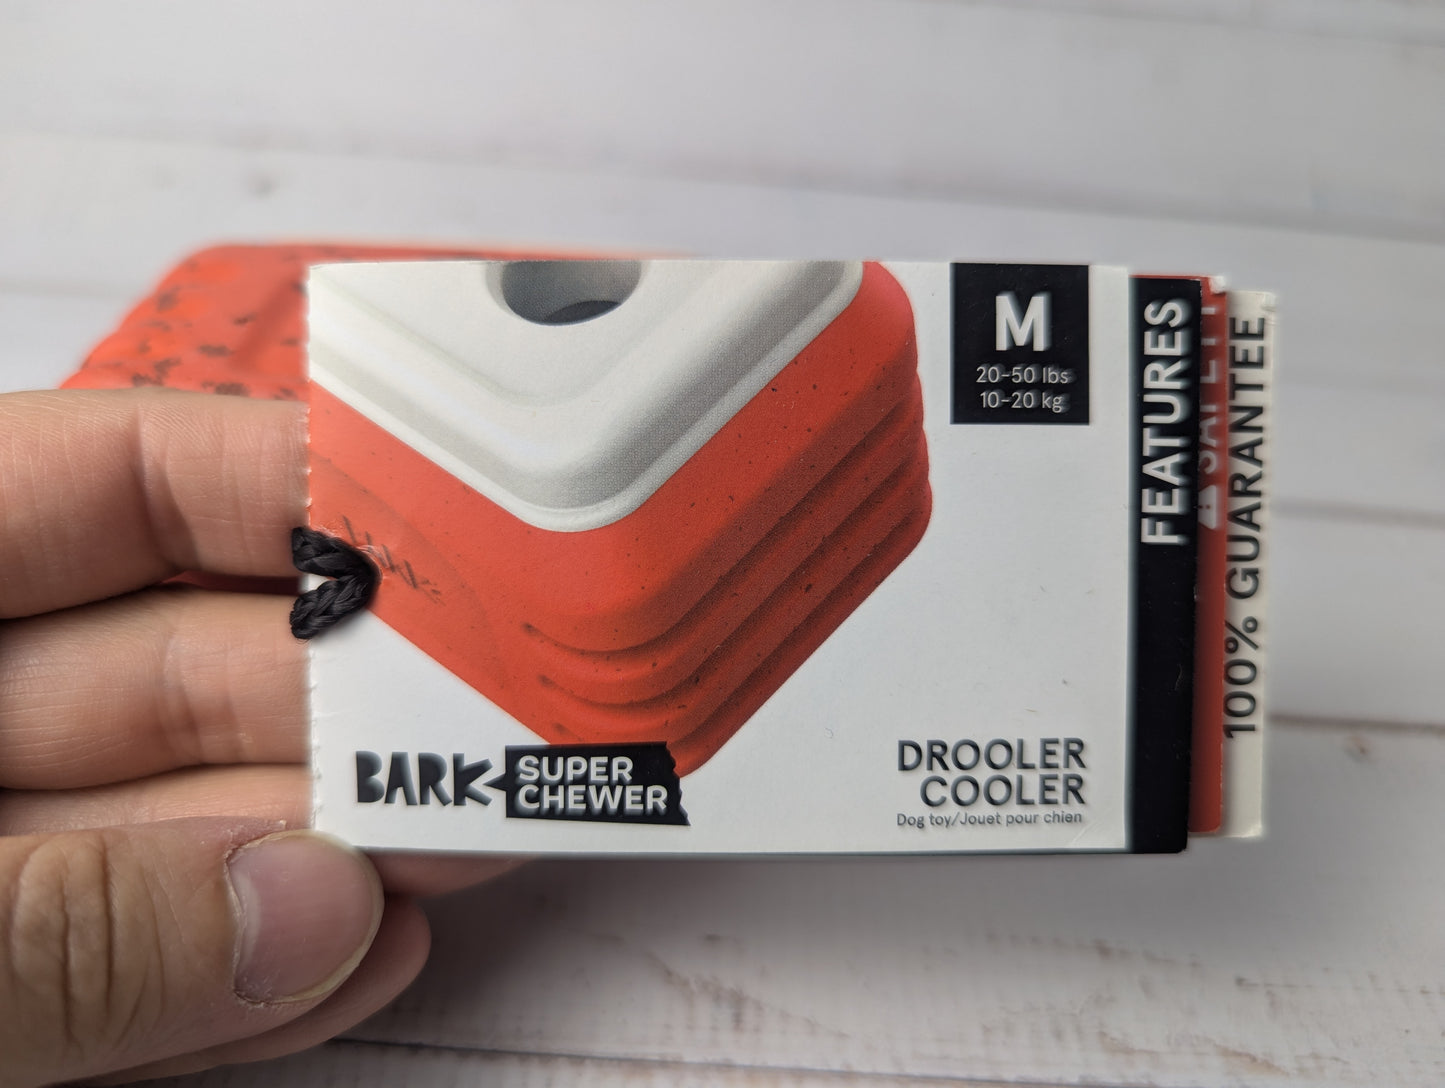 M
20-50 lbs
10-20 kg
FEATURES
SAFETY
100% GUARANTEE
BARK
SUPER
CHEWER
DROOLER
COOLER
Dog toy/Jouet pour chien